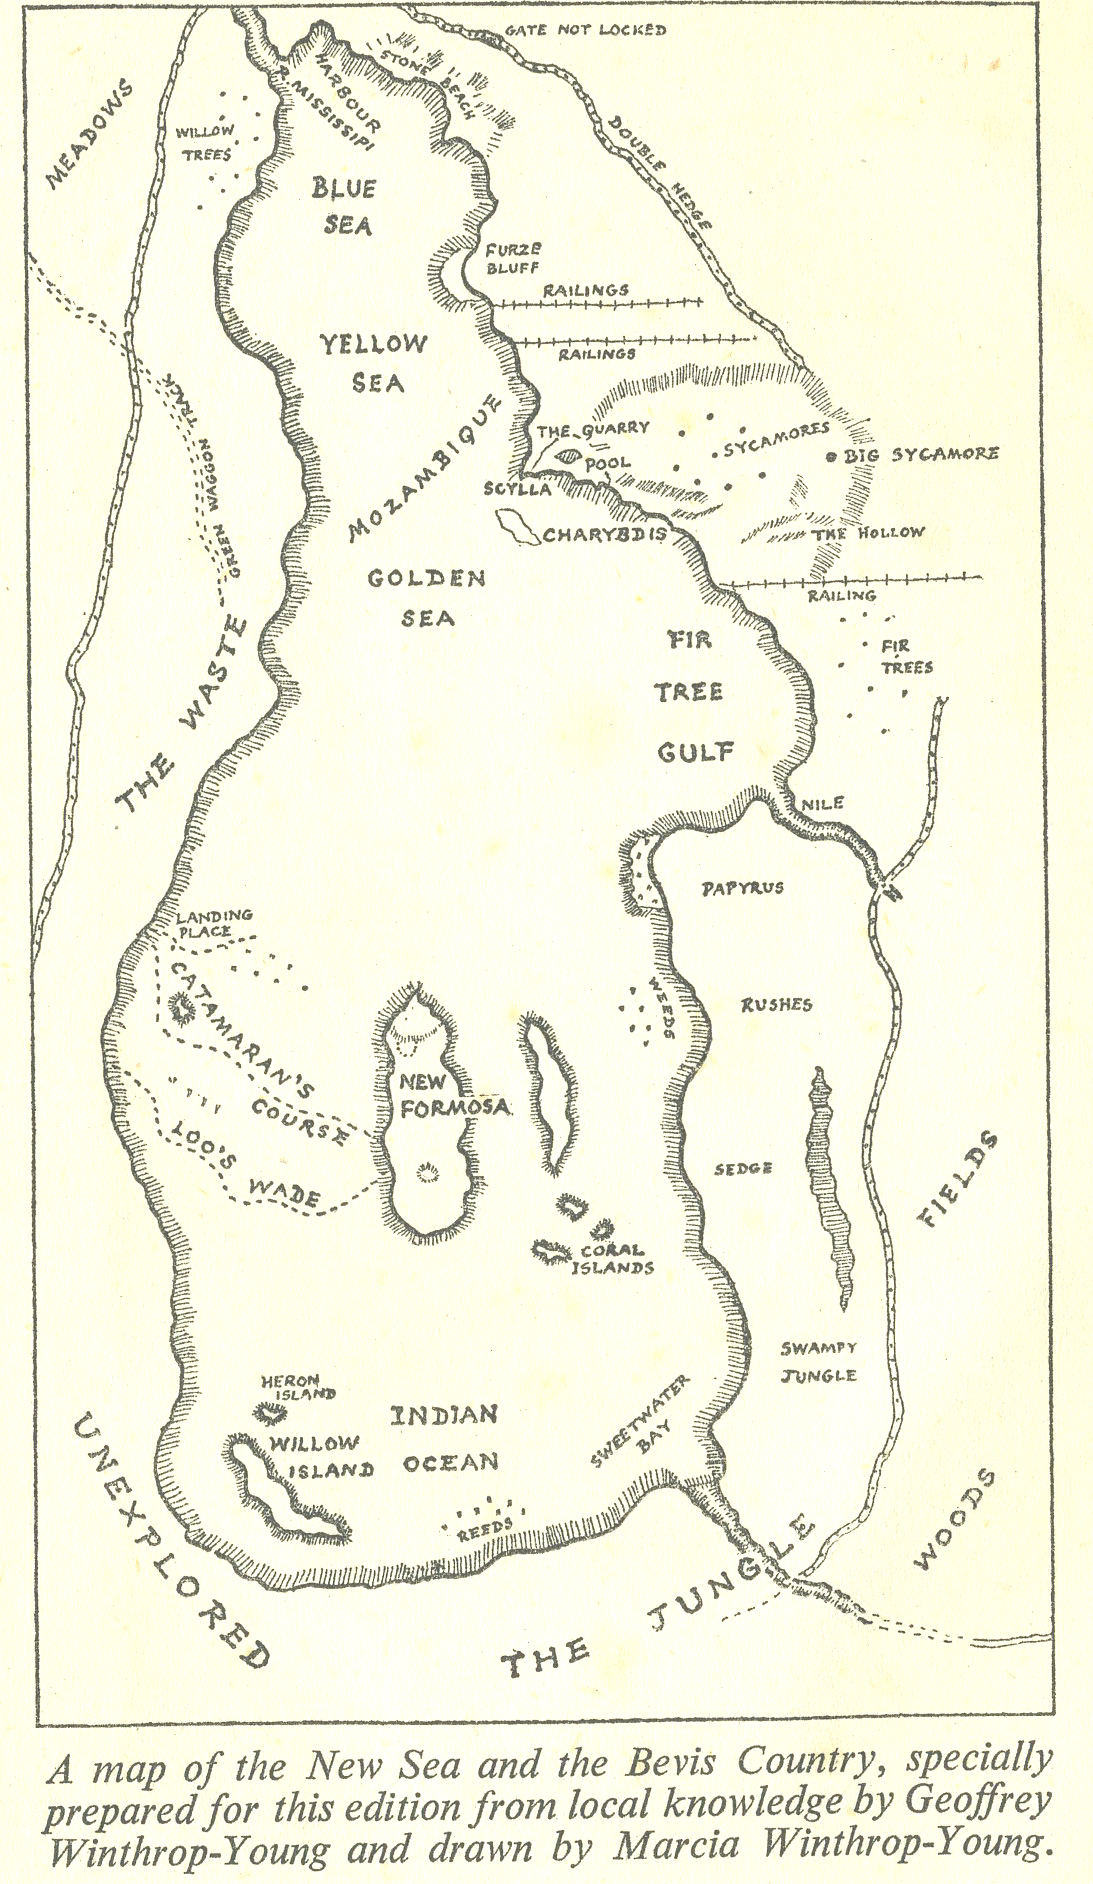 GATE NOT LOCKED
STONE BEACH
HARBOUR
R. MISSISSIPI
MEADOWS
WILLOW
TREES
DOUBLE HEDGE
BLUE
SEA
FURZE
BLUFF
RAILINGS
RAILINGS
YELLOW
SEA
GREEN WAGGON TRACK
MOZAMBIQUE
THE QUARRY
POOL
SYCAMORES
BIG SYCAMORE
SCYLLA
CHARYBDIS
THE HOLLOW
GOLDEN
SEA
RAILING
THE WASTE
FIR
TREE
GULF
FIR
TREES
NILE
PAPYRUS
LANDING
PLACE
CATAMARAN'S
COURSE
WEEDS
RUSHES
NEW
FORMOSA
LOO'S
WADE
SEDGE
FIELDS
CORAL
ISLANDS
SWAMPY
JUNGLE
HERON
ISLAND
INDIAN
OCEAN
WILLOW
ISLAND
SWEETWATER
BAY
REEDS
UNEXPLORED
THE JUNGLE
WOODS
A map of the New Sea and the Bevis Country, specially
prepared for this edition from local knowledge by Geoffrey
Winthrop-Young and drawn by Marcia Winthrop-Young.